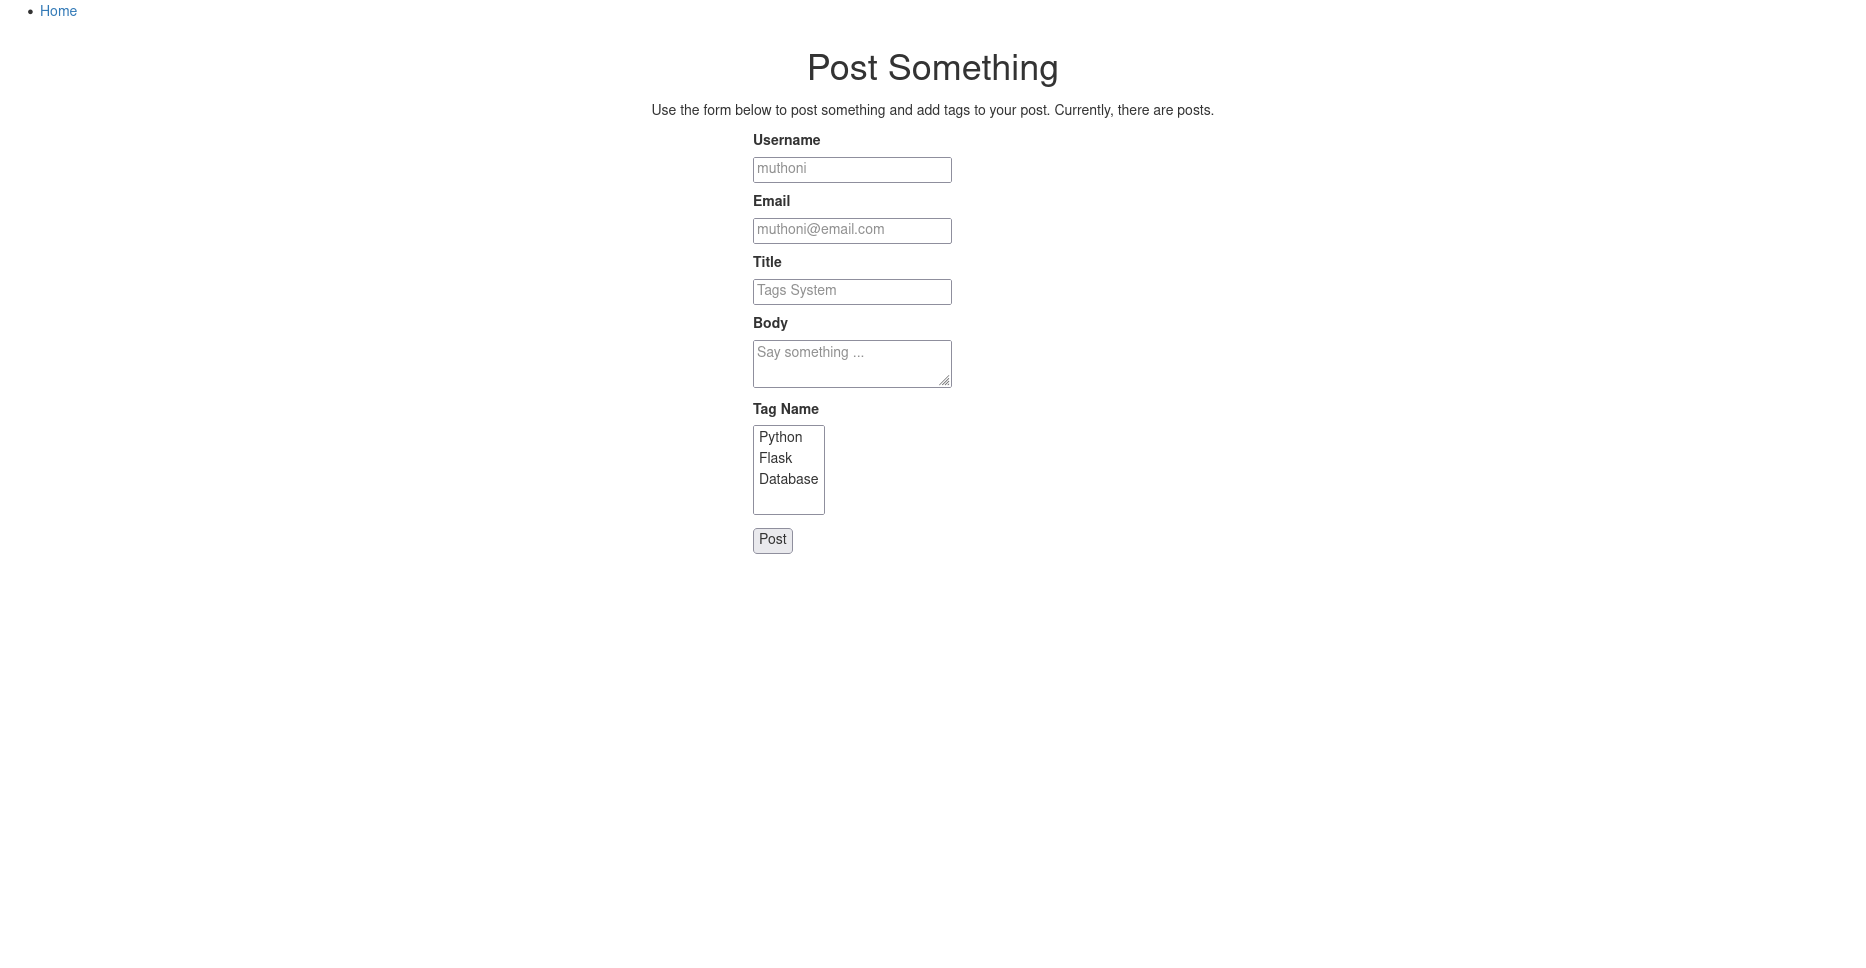 Home
Post Something
Use the form below to post something and add tags to your post. Currently, there are posts.
Username
muthoni
Email
muthoni@email.com
Title
Tags System
Body
Say something ...
Tag Name
Python
Flask
Database
Post